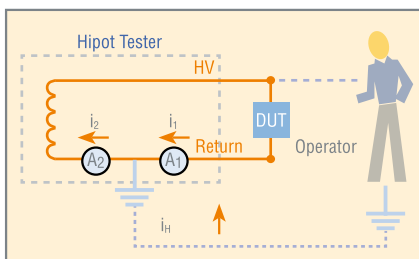 Hipot Tester
HV
i2
i1
DUT
Return
Operator
A2
A1
iH